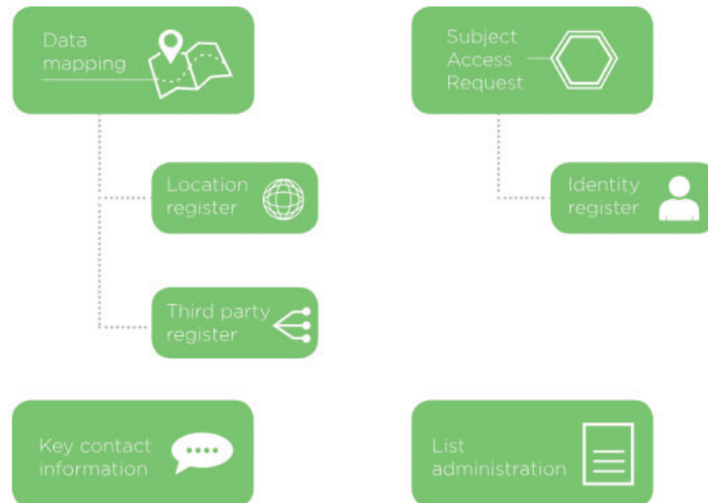 Data
mapping
Subject
Access
Request
Location
register
Identity
register
Third party
register
Key contact
information
List
administration